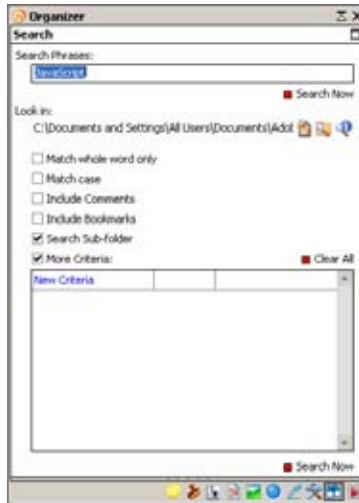 Organizer
Search
Search Phrases:
JavaScript
Search Now
Look in:
C:\Documents and Settings\All Users\Documents\Adol
Match whole word only
Match case
Include Comments
Include Bookmarks
Search Sub-folder
More Criteria:
Clear All
New Criteria
Search Now